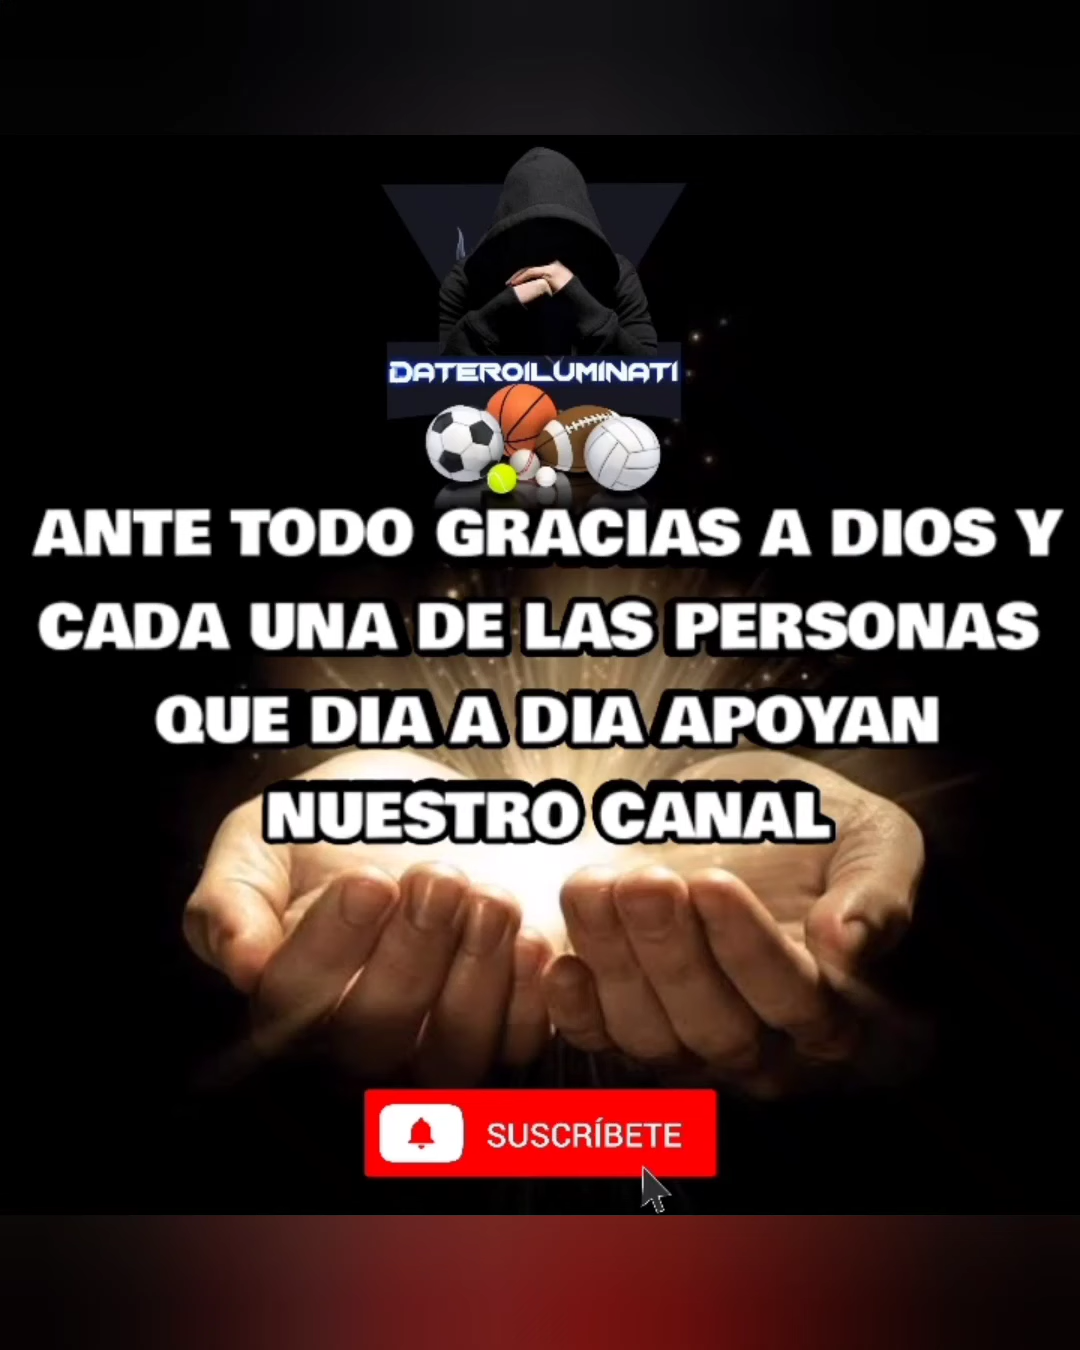 DATEROILUMINATI
ANTE TODO GRACIAS A DIOS Y
CADA UNA DE LAS PERSONAS
QUE DIA A DIA APOYAN
NUESTRO CANAL
SUSCRÍBETE